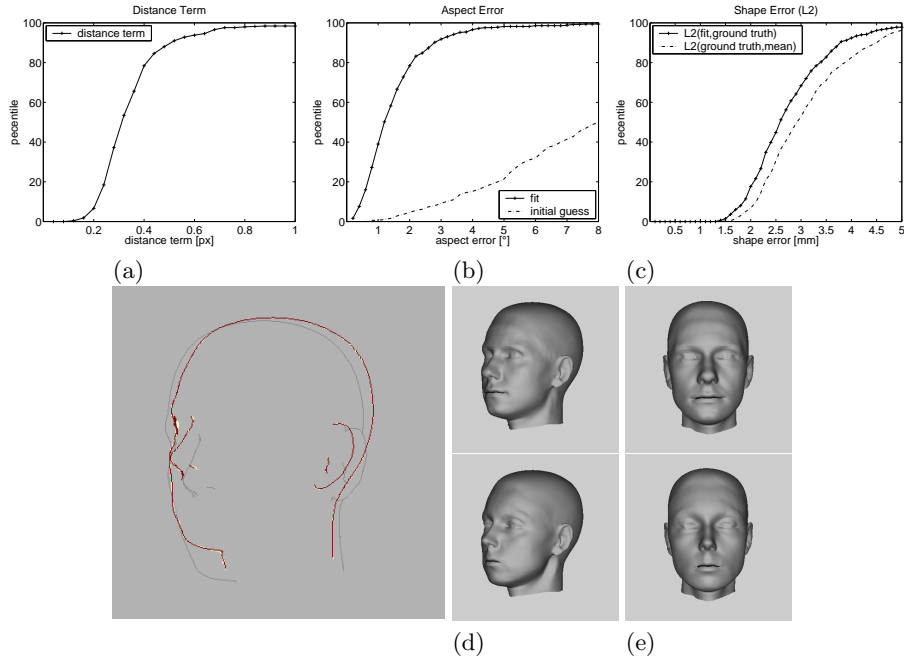 Distance Term
distance term
pecentile
100
80
60
40
20
0
0.2 0.4 0.6 0.8 1
distance term [px]
(a)
Aspect Error
pecentile
100
80
60
40
20
0
fit
initial guess
1 2 3 4 5 6 7 8
aspect error [°]
(b)
Shape Error (L2)
L2(fit,ground truth)
L2(ground truth,mean)
pecentile
100
80
60
40
20
0
0.5 1 1.5 2 2.5 3 3.5 4 4.5 5
shape error [mm]
(c)
(d)
(e)